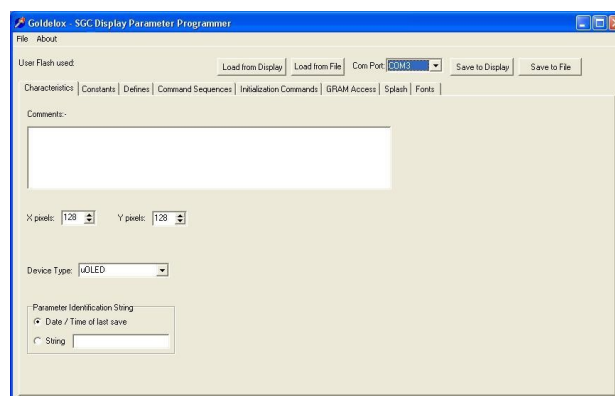 Goldelox - SGC Display Parameter Programmer
File About
User Flash used:
Load from Display Load from File Com Port: COM3 Save to Display Save to File
Characteristics Constants Defines Command Sequences Initialization Commands GRAM Access Splash Fonts
Comments:-
X pixels: 128 Y pixels: 128
Device Type: uOLED
Parameter Identification String
Date / Time of last save
String